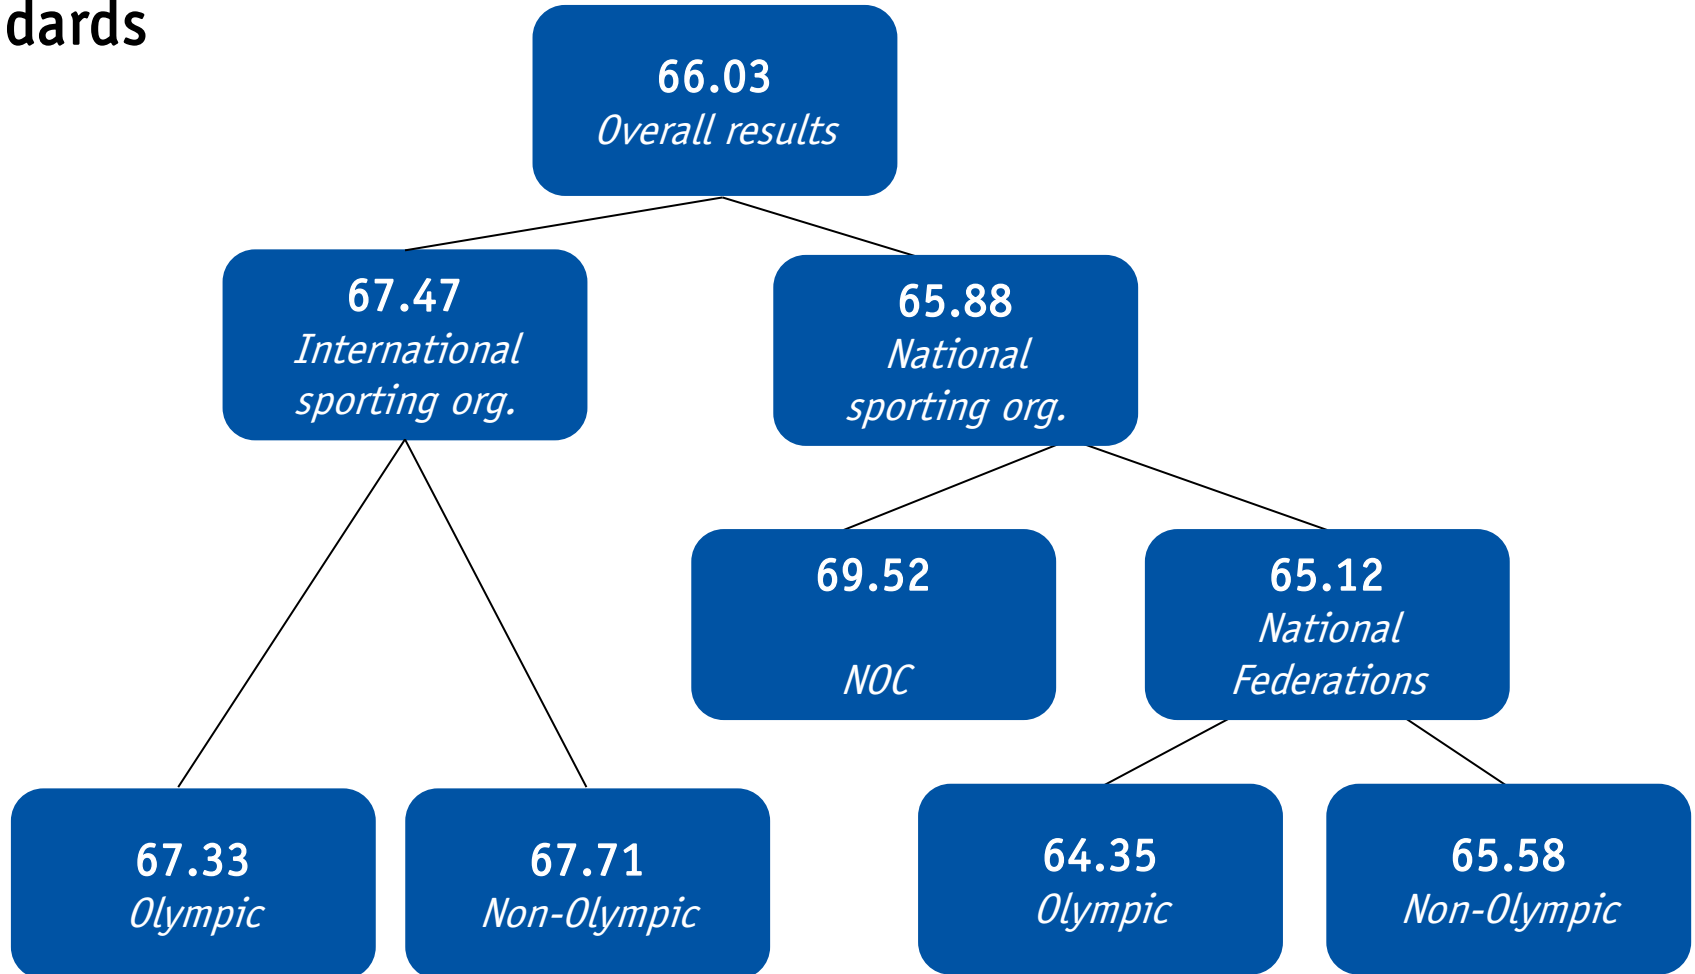 dards
66.03
Overall results
67.47
International
sporting org.
65.88
National
sporting org.
69.52
NOC
65.12
National
Federations
67.33
Olympic
67.71
Non-Olympic
64.35
Olympic
65.58
Non-Olympic